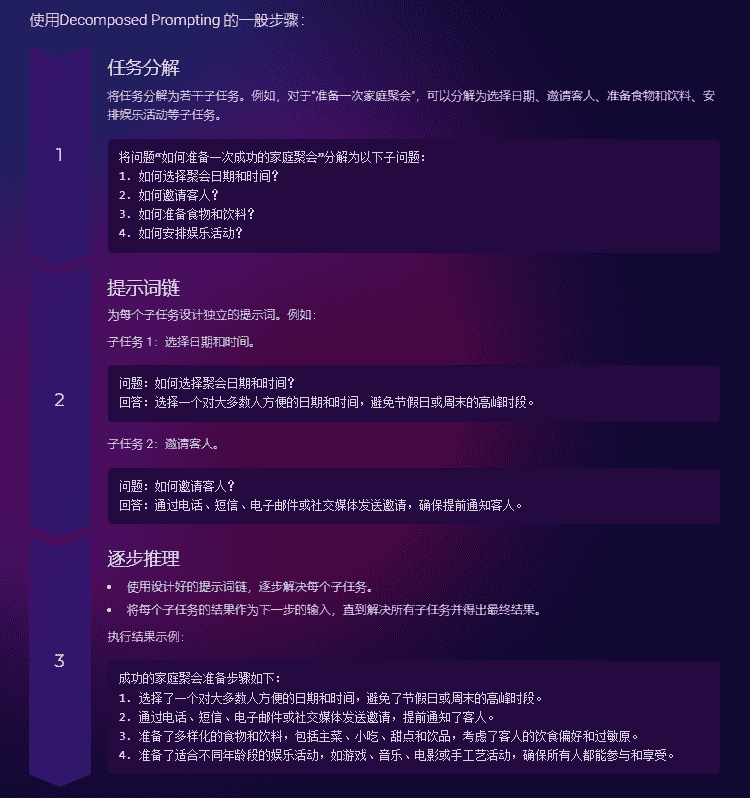 使用Decomposed Prompting 的一般步骤:
任务分解
将任务分解为若干子任务。例如，对于“准备一次家庭聚会”，可以分解为选择日期、邀请客人、准备食物和饮料、安
排娱乐活动等子任务。
1
将问题“如何准备一次成功的家庭聚会”分解为以下子问题:
1. 如何选择聚会日期和时间?
2. 如何邀请客人?
3. 如何准备食物和饮料?
4. 如何安排娱乐活动?
提示词链
为每个子任务设计独立的提示词。例如:
子任务 1: 选择日期和时间。
2
问题: 如何选择聚会日期和时间?
回答: 选择一个对大多数人方便的日期和时间，避免节假日或周末的高峰时段。
子任务 2: 邀请客人。
问题: 如何邀请客人?
回答: 通过电话、短信、电子邮件或社交媒体发送邀请，确保提前通知客人。
逐步推理
• 使用设计好的提示词链，逐步解决每个子任务。
• 将每个子任务的结果作为下一步的输入，直到解决所有子任务并得出最终结果。
执行结果示例:
3
成功的家庭聚会准备步骤如下:
1. 选择了一个对大多数人方便的日期和时间，避免了节假日或周末的高峰时段。
2. 通过电话、短信、电子邮件或社交媒体发送邀请，提前通知了客人。
3. 准备了多样化的食物和饮料，包括主菜、小吃、甜点和饮品，考虑了客人的饮食偏好和过敏原。
4. 准备了适合不同年龄段的娱乐活动，如游戏、音乐、电影或手工艺活动，确保所有人都能参与和享受。